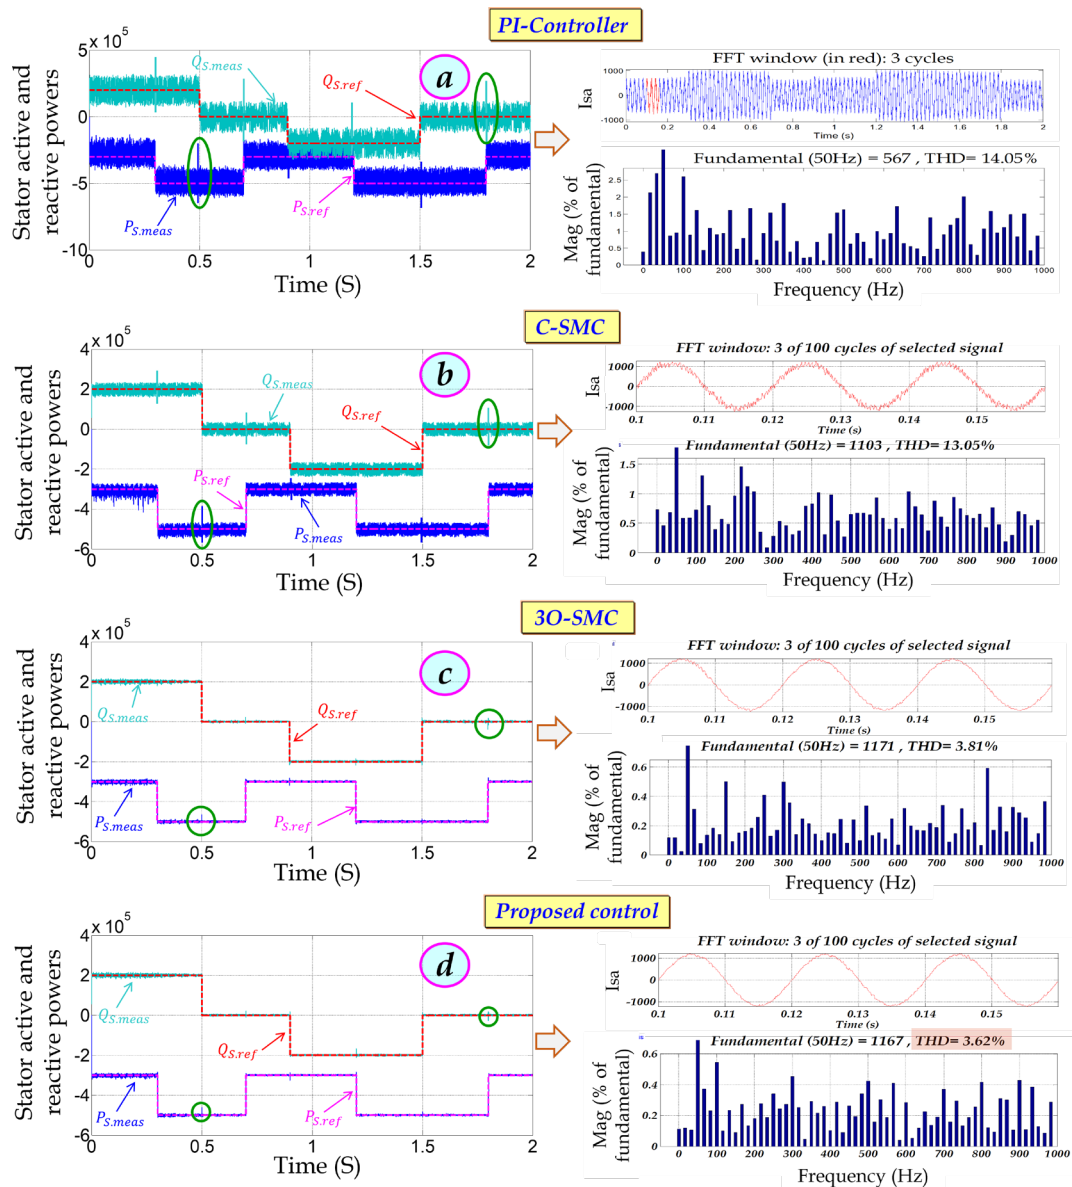 PI-Controller
Stator active and
reactive powers
× 10^5
5
0
-5
-10
0
0.5
1
1.5
2
Time (S)
Q_S.meas
Q_S.ref
P_S.ref
P_S.meas
a
FFT window (in red): 3 cycles
Isa
1000
0
-1000
0
0.2
0.4
0.6
0.8
1
1.2
1.4
1.6
1.8
2
Time (s)
Fundamental (50Hz) = 567 , THD= 14.05%
Mag (% of
fundamental)
2.5
2
1.5
1
0.5
0
0
100
200
300
400
500
600
700
800
900
1000
Frequency (Hz)
C-SMC
Stator active and
reactive powers
× 10^5
4
2
0
-2
-4
-6
0
0.5
1
1.5
2
Time (S)
Q_S.meas
Q_S.ref
P_S.ref
P_S.meas
b
FFT window: 3 of 100 cycles of selected signal
Isa
1000
0
-1000
0.1
0.11
0.12
0.13
0.14
0.15
Time (s)
Fundamental (50Hz) = 1103 , THD= 13.05%
Mag (% of
fundamental)
1.5
1
0.5
0
0
100
200
300
400
500
600
700
800
900
1000
Frequency (Hz)
3O-SMC
Stator active and
reactive powers
× 10^5
4
2
0
-2
-4
-6
0
0.5
1
1.5
2
Time (S)
Q_S.meas
Q_S.ref
P_S.meas
P_S.ref
c
FFT window: 3 of 100 cycles of selected signal
Isa
1000
0
-1000
0.1
0.11
0.12
0.13
0.14
0.15
Time (s)
Fundamental (50Hz) = 1171 , THD= 3.81%
Mag (% of
fundamental)
0.6
0.4
0.2
0
0
100
200
300
400
500
600
700
800
900
1000
Frequency (Hz)
Proposed control
Stator active and
reactive powers
× 10^5
4
2
0
-2
-4
-6
0
0.5
1
1.5
2
Time (S)
Q_S.meas
Q_S.ref
P_S.meas
P_S.ref
d
FFT window: 3 of 100 cycles of selected signal
Isa
1000
0
-1000
0.1
0.11
0.12
0.13
0.14
0.15
Time (s)
Fundamental (50Hz) = 1167 , THD= 3.62%
Mag (% of
fundamental)
0.6
0.4
0.2
0
0
100
200
300
400
500
600
700
800
900
1000
Frequency (Hz)